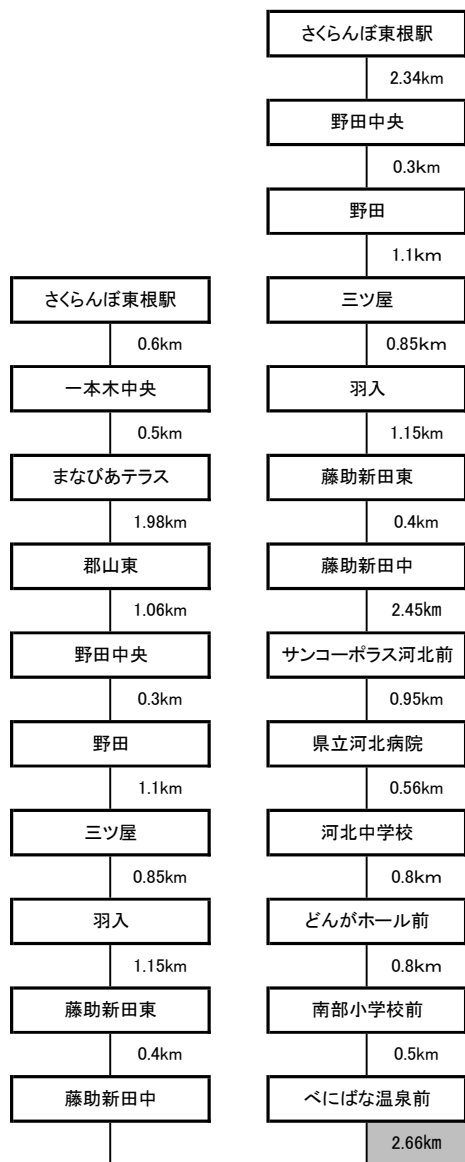 さくらんぼ東根駅
0.6km
一本木中央
0.5km
まなびあテラス
1.98km
郡山東
1.06km
野田中央
0.3km
野田
1.1km
三ツ屋
0.85km
羽入
1.15km
藤助新田東
0.4km
藤助新田中
さくらんぼ東根駅
2.34km
野田中央
0.3km
野田
1.1km
三ツ屋
0.85km
羽入
1.15km
藤助新田東
0.4km
藤助新田中
2.45km
サンコーポラス河北前
0.95km
県立河北病院
0.56km
河北中学校
0.8km
どんがホール前
0.8km
南部小学校前
0.5km
べにばな温泉前
2.66km